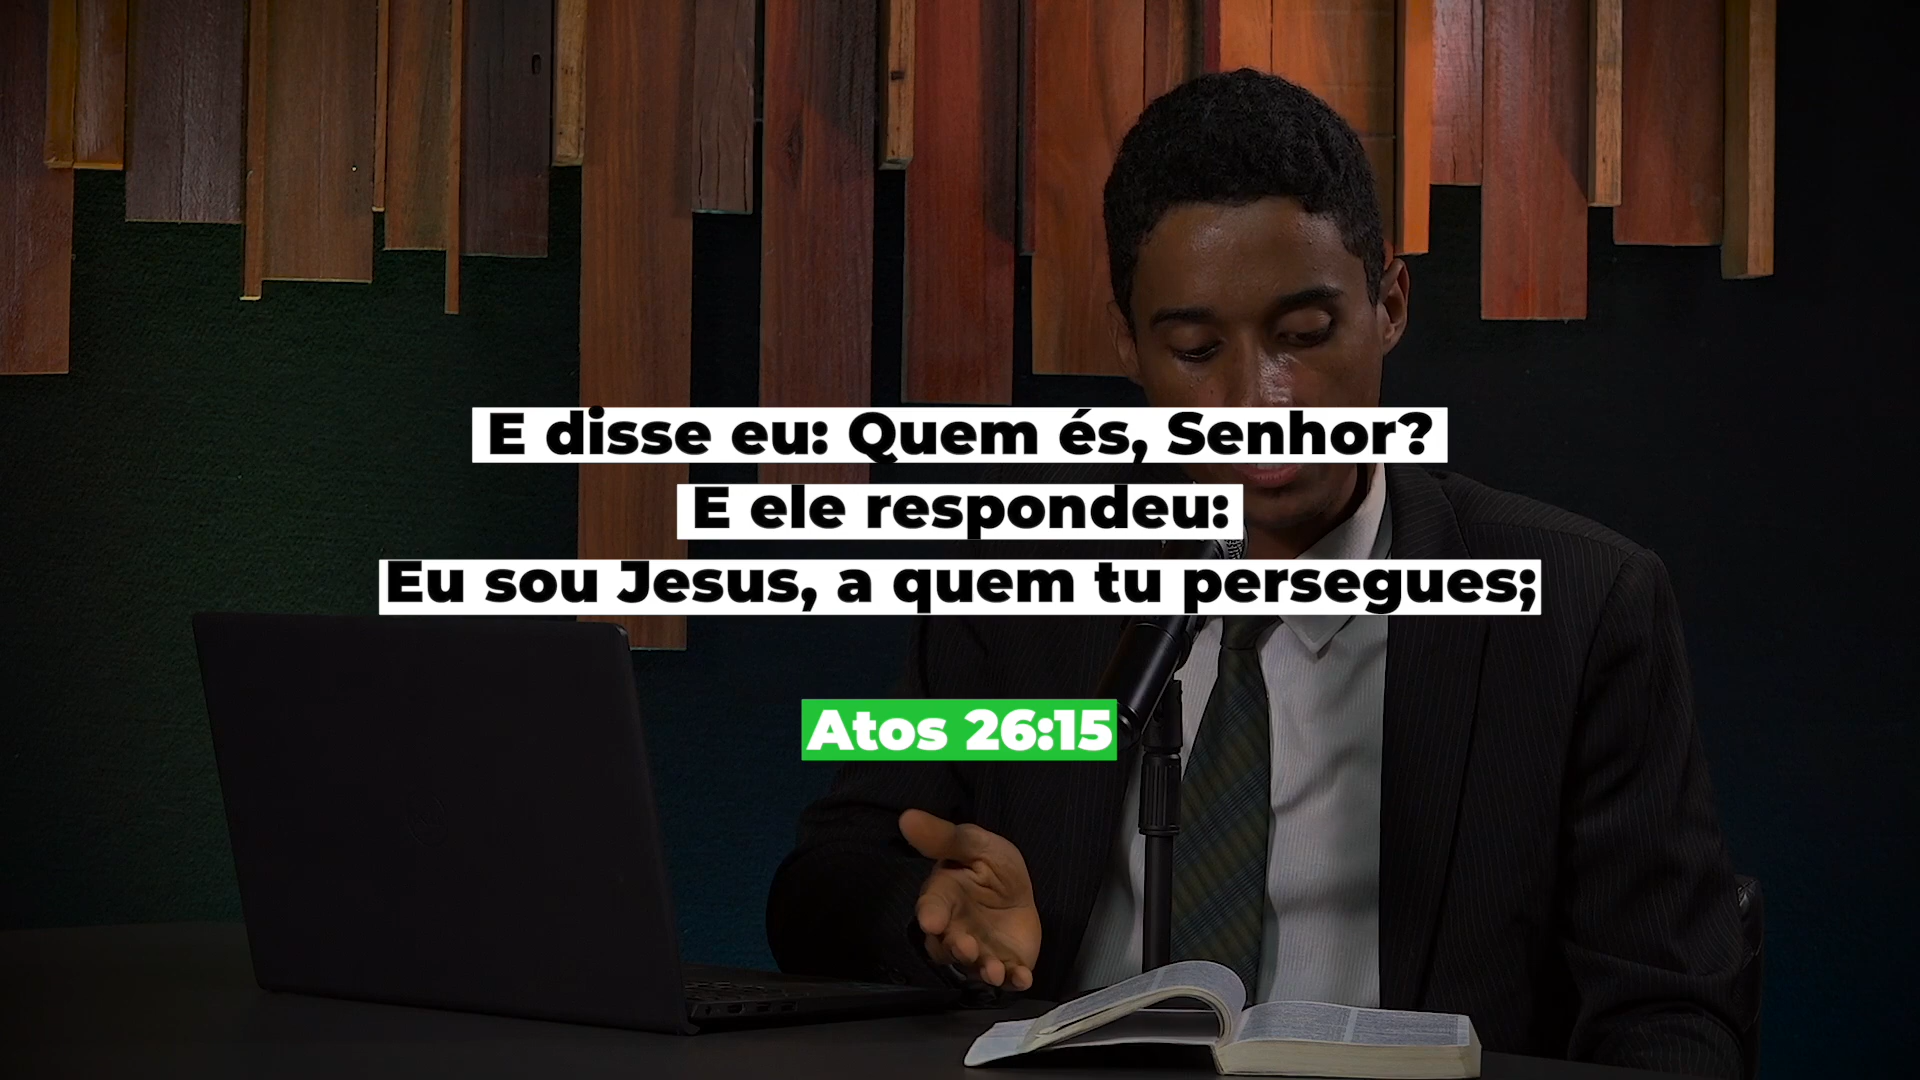 E disse eu: Quem és, Senhor?
E ele respondeu:
Eu sou Jesus, a quem tu persegues;
Atos 26:15